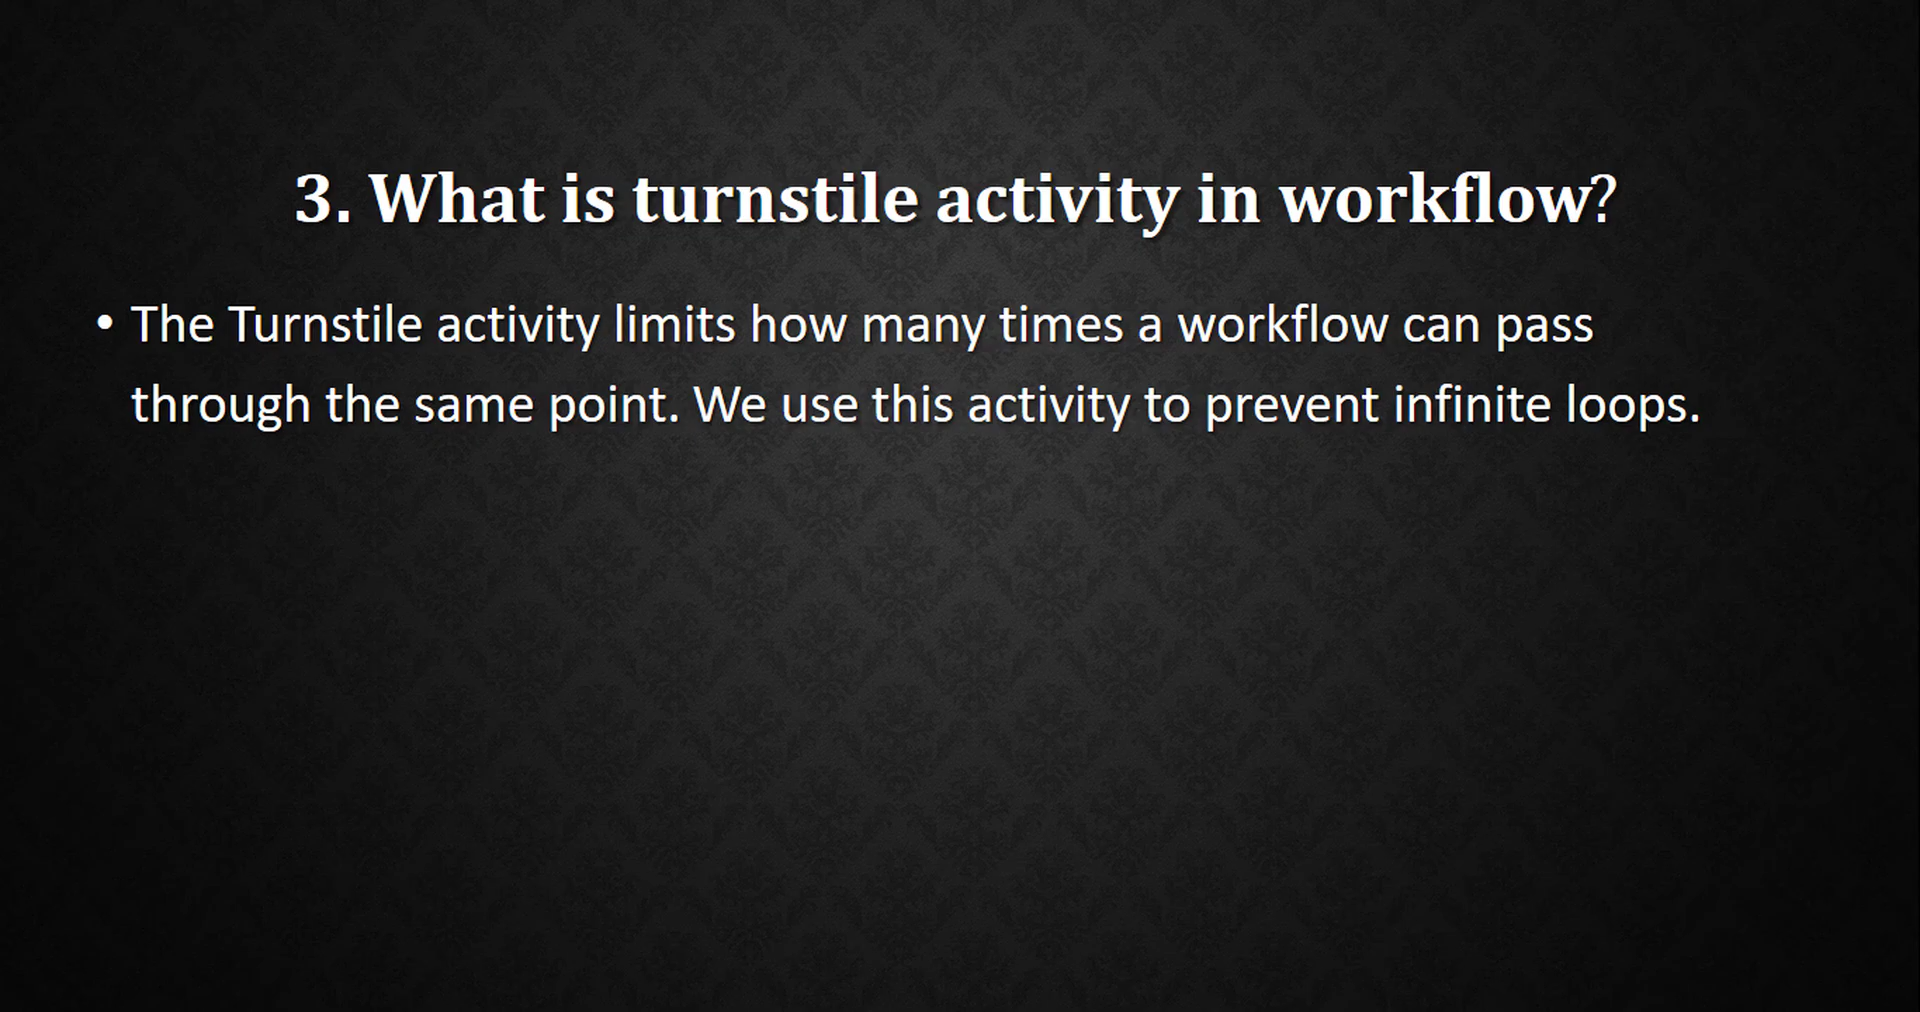 3. What is turnstile activity in workflow?
• The Turnstile activity limits how many times a workflow can pass
through the same point. We use this activity to prevent infinite loops.